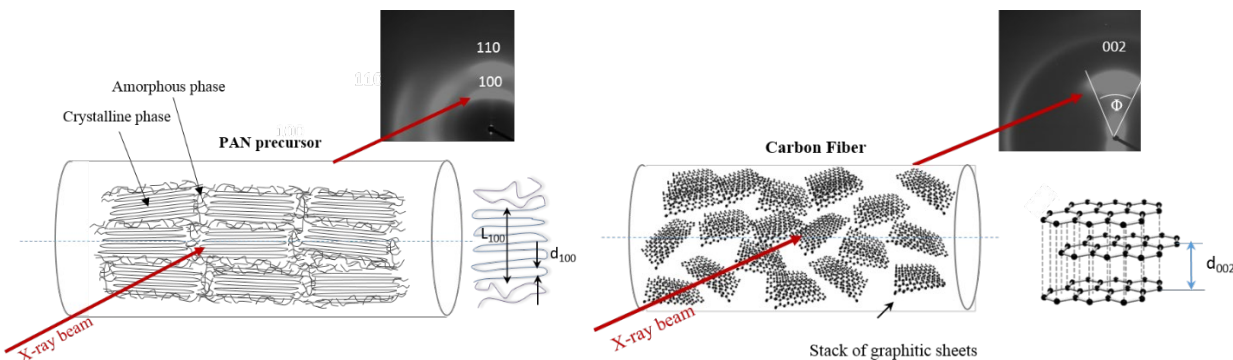 110
100
Amorphous phase
Crystalline phase
PAN precursor
L100
d100
X-ray beam
002
Φ
Carbon Fiber
d002
X-ray beam
Stack of graphitic sheets